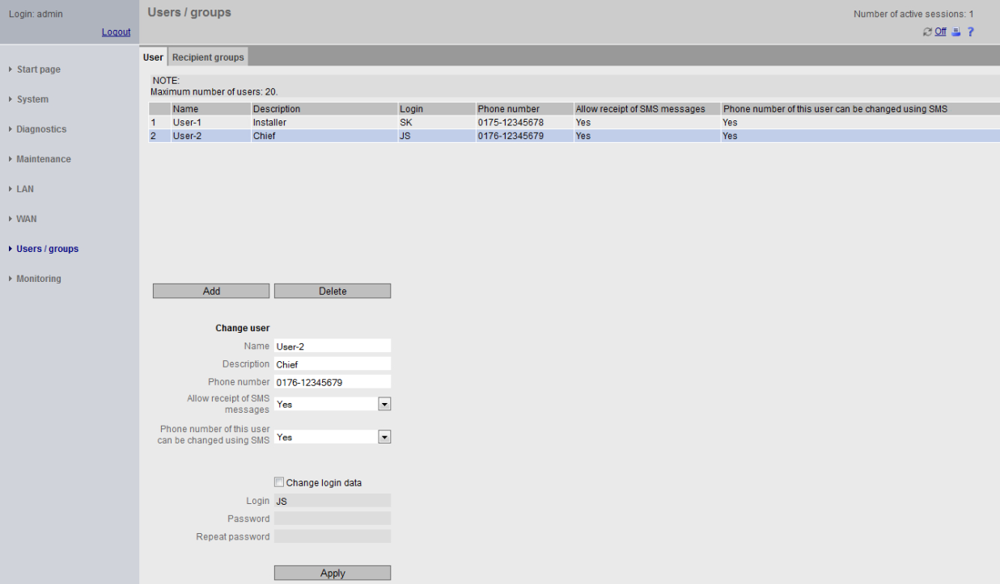 Login: admin
Logout
Users / groups
Number of active sessions: 1
Off ?
Start page
System
Diagnostics
Maintenance
LAN
WAN
Users / groups
Monitoring
User Recipient groups
NOTE:
Maximum number of users: 20.
Name Description Login Phone number Allow receipt of SMS messages Phone number of this user can be changed using SMS
1 User-1 Installer SK 0175-12345678 Yes Yes
2 User-2 Chief JS 0176-12345679 Yes Yes
Add Delete
Change user
Name User-2
Description Chief
Phone number 0176-12345679
Allow receipt of SMS
messages Yes
Phone number of this user
can be changed using SMS Yes
Change login data
Login JS
Password
Repeat password
Apply